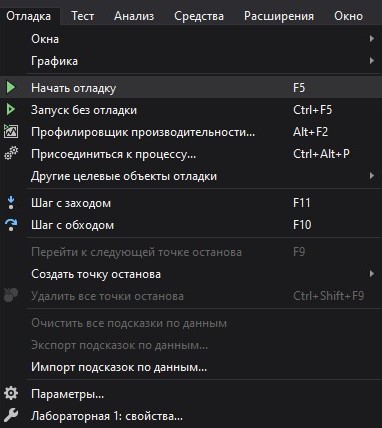 Отладка Тест Анализ Средства Расширения Окно
Окна
Графика
Начать отладку F5
Запуск без отладки Ctrl+F5
Профилировщик производительности... Alt+F2
Присоединиться к процессу... Ctrl+Alt+P
Другие целевые объекты отладки
Шаг с заходом F11
Шаг с обходом F10
Перейти к следующей точке останова F9
Создать точку останова
Удалить все точки останова Ctrl+Shift+F9
Очистить все подсказки по данным
Экспорт подсказок по данным...
Импорт подсказок по данным...
Параметры...
Лабораторная 1: свойства...